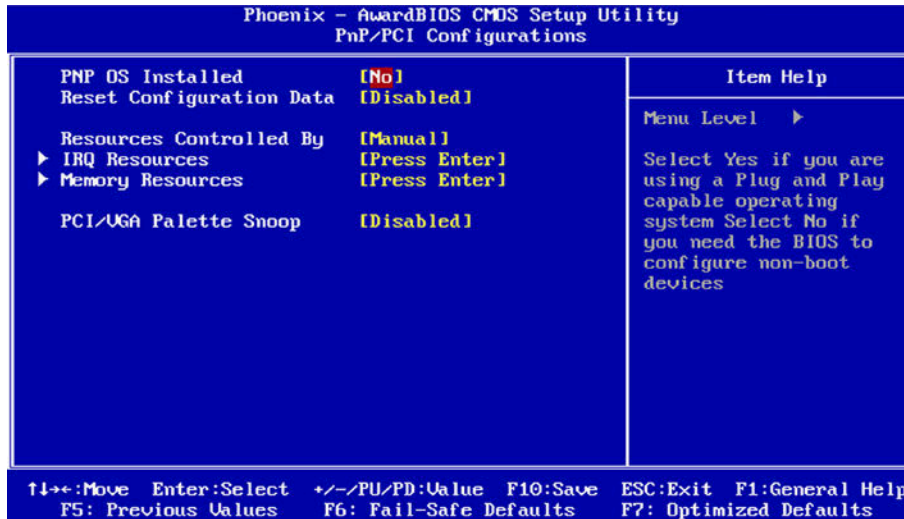 Phoenix - AwardBIOS CMOS Setup Utility
PnP/PCI Configurations
PNP OS Installed [No]
Reset Configuration Data [Disabled]
Resources Controlled By [Manual]
▶ IRQ Resources [Press Enter]
▶ Memory Resources [Press Enter]
PCI/VGA Palette Snoop [Disabled]
Item Help
Menu Level ▶
Select Yes if you are
using a Plug and Play
capable operating
system Select No if
you need the BIOS to
configure non-boot
devices
↑↓→←:Move Enter:Select +/-/PU/PD:Value F10:Save ESC:Exit F1:General Help
F5: Previous Values F6: Fail-Safe Defaults F7: Optimized Defaults